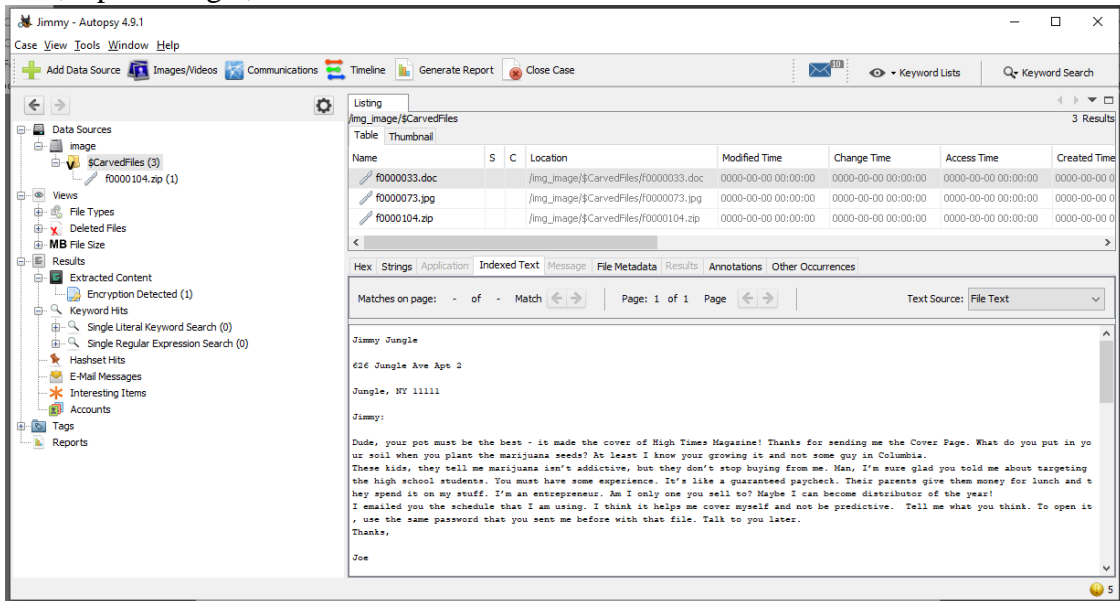 Jimmy - Autopsy 4.9.1
Case View Tools Window Help
Add Data Source Images/Videos Communications Timeline Generate Report Close Case 10 Keyword Lists Keyword Search
Listing
/img_image/$CarvedFiles
3 Results
Table Thumbnail
Name S C Location Modified Time Change Time Access Time Created Time
f0000033.doc /img_image/$CarvedFiles/f0000033.doc 0000-00-00 00:00:00 0000-00-00 00:00:00 0000-00-00 00:00:00 0000-00-00 0
f0000073.jpg /img_image/$CarvedFiles/f0000073.jpg 0000-00-00 00:00:00 0000-00-00 00:00:00 0000-00-00 00:00:00 0000-00-00 0
f0000104.zip /img_image/$CarvedFiles/f0000104.zip 0000-00-00 00:00:00 0000-00-00 00:00:00 0000-00-00 00:00:00 0000-00-00 0
Data Sources
image
$CarvedFiles (3)
f0000104.zip (1)
Views
File Types
Deleted Files
MB File Size
Results
Extracted Content
Encryption Detected (1)
Keyword Hits
Single Literal Keyword Search (0)
Single Regular Expression Search (0)
Hashset Hits
E-Mail Messages
Interesting Items
Accounts
Tags
Reports
Hex Strings Application Indexed Text Message File Metadata Results Annotations Other Occurrences
Matches on page: - of - Match Page: 1 of 1 Page Text Source: File Text
Jimmy Jungle
626 Jungle Ave Apt 2
Jungle, NY 11111
Jimmy:
Dude, your pot must be the best - it made the cover of High Times Magazine! Thanks for sending me the Cover Page. What do you put in yo
ur soil when you plant the marijuana seeds? At least I know your growing it and not some guy in Columbia.
These kids, they tell me marijuana isn't addictive, but they don't stop buying from me. Man, I'm sure glad you told me about targeting
the high school students. You must have some experience. It's like a guaranteed paycheck. Their parents give them money for lunch and t
hey spend it on my stuff. I'm an entrepreneur. Am I only one you sell to? Maybe I can become distributor of the year!
I emailed you the schedule that I am using. I think it helps me cover myself and not be predictive. Tell me what you think. To open it
, use the same password that you sent me before with that file. Talk to you later.
Thanks,
Joe
5